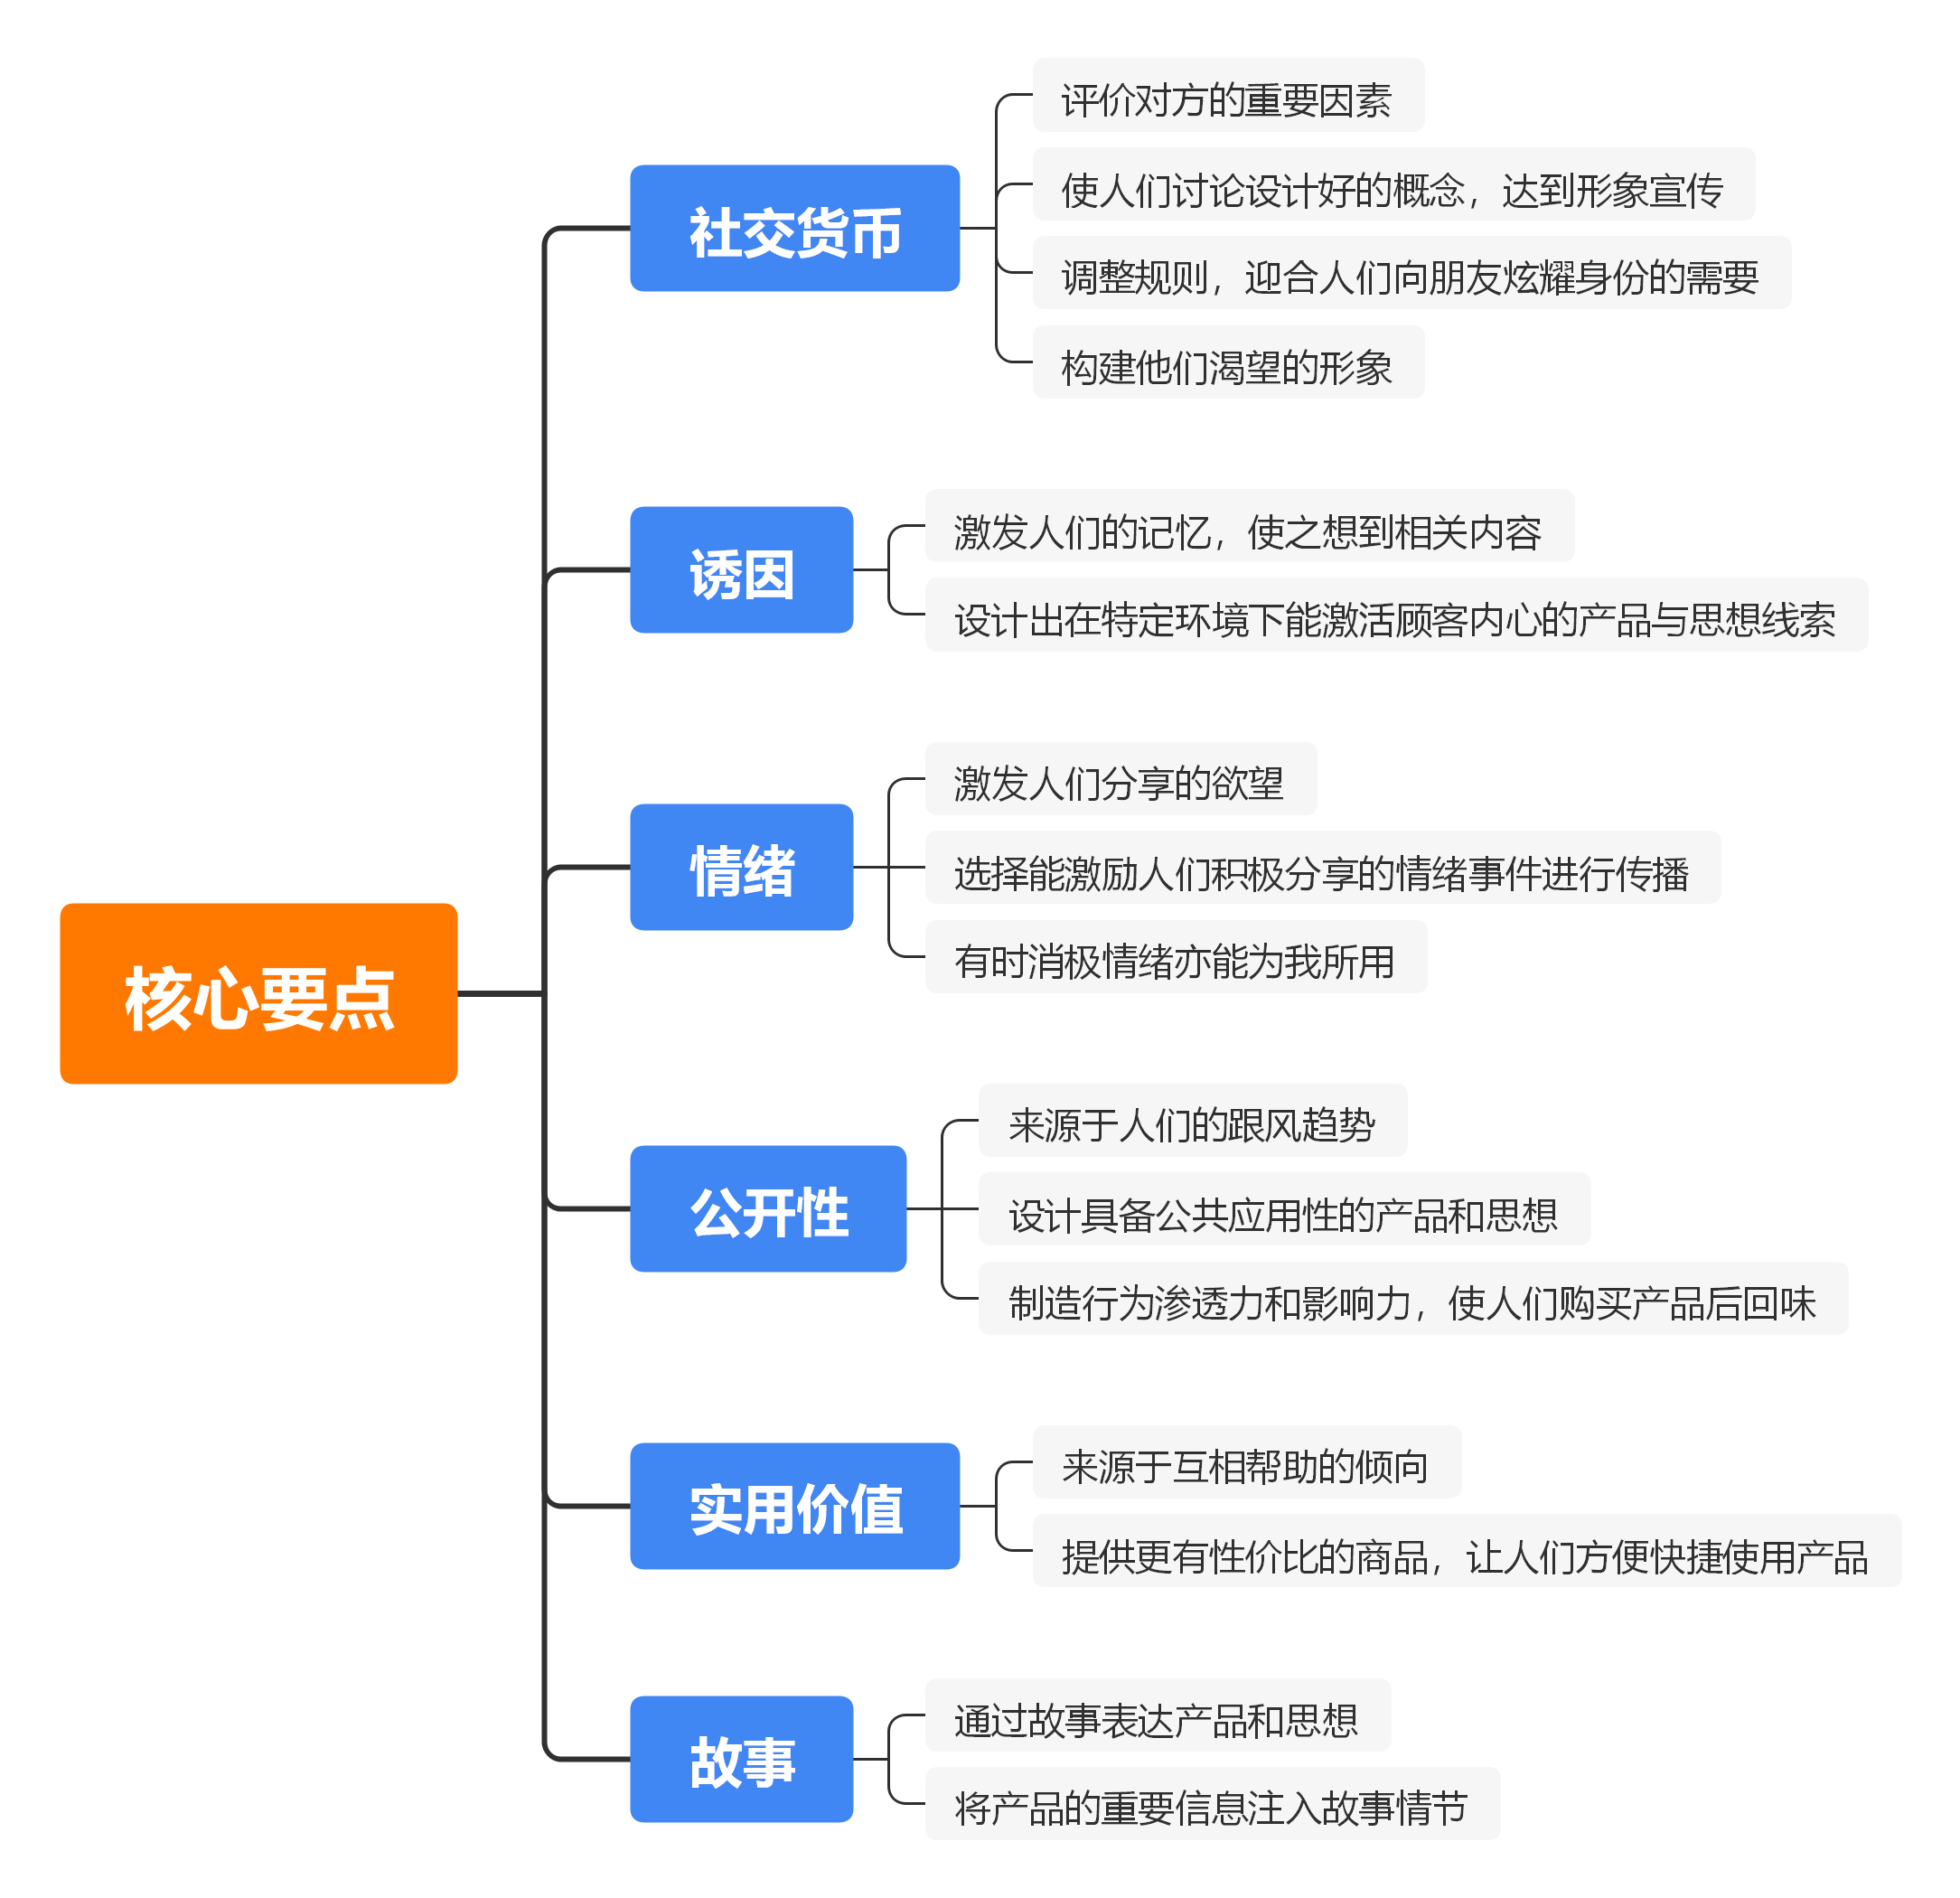 核心要点
社交货币
评价对方的重要因素
使人们讨论设计好的概念，达到形象宣传
调整规则，迎合人们向朋友炫耀身份的需要
构建他们渴望的形象
诱因
激发人们的记忆，使之想到相关内容
设计出在特定环境下能激活顾客内心的产品与思想线索
情绪
激发人们分享的欲望
选择能激励人们积极分享的情绪事件进行传播
有时消极情绪亦能为我所用
公开性
来源于人们的跟风趋势
设计具备公共应用性的产品和思想
制造行为渗透力和影响力，使人们购买产品后回味
实用价值
来源于互相帮助的倾向
提供更有性价比的商品，让人们方便快捷使用产品
故事
通过故事表达产品和思想
将产品的重要信息注入故事情节